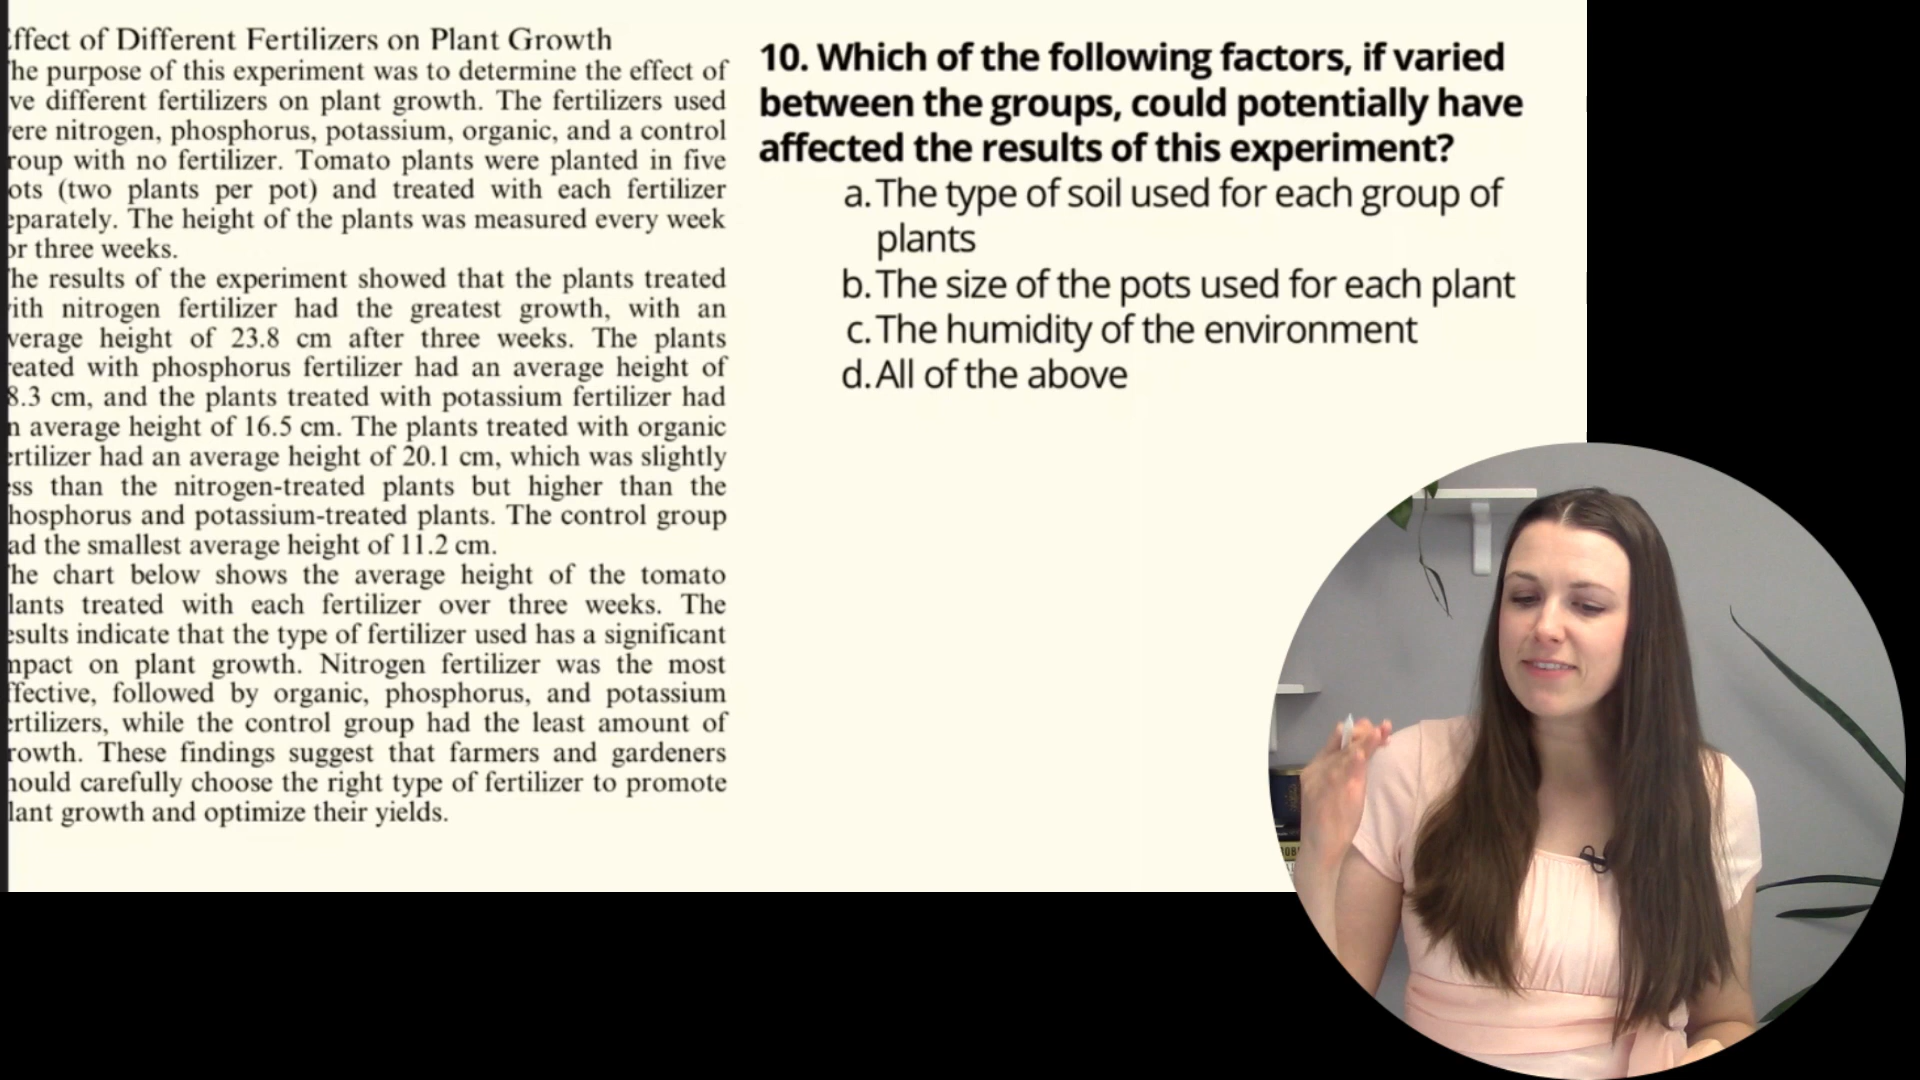 ffect of Different Fertilizers on Plant Growth
he purpose of this experiment was to determine the effect of
ve different fertilizers on plant growth. The fertilizers used
ere nitrogen, phosphorus, potassium, organic, and a control
roup with no fertilizer. Tomato plants were planted in five
ots (two plants per pot) and treated with each fertilizer
eparately. The height of the plants was measured every week
or three weeks.
he results of the experiment showed that the plants treated
ith nitrogen fertilizer had the greatest growth, with an
verage height of 23.8 cm after three weeks. The plants
reated with phosphorus fertilizer had an average height of
8.3 cm, and the plants treated with potassium fertilizer had
n average height of 16.5 cm. The plants treated with organic
ertilizer had an average height of 20.1 cm, which was slightly
ess than the nitrogen-treated plants but higher than the
hosphorus and potassium-treated plants. The control group
ad the smallest average height of 11.2 cm.
he chart below shows the average height of the tomato
lants treated with each fertilizer over three weeks. The
esults indicate that the type of fertilizer used has a significant
mpact on plant growth. Nitrogen fertilizer was the most
ffective, followed by organic, phosphorus, and potassium
ertilizers, while the control group had the least amount of
rowth. These findings suggest that farmers and gardeners
hould carefully choose the right type of fertilizer to promote
lant growth and optimize their yields.
10. Which of the following factors, if varied
between the groups, could potentially have
affected the results of this experiment?
a. The type of soil used for each group of
plants
b. The size of the pots used for each plant
c. The humidity of the environment
d. All of the above